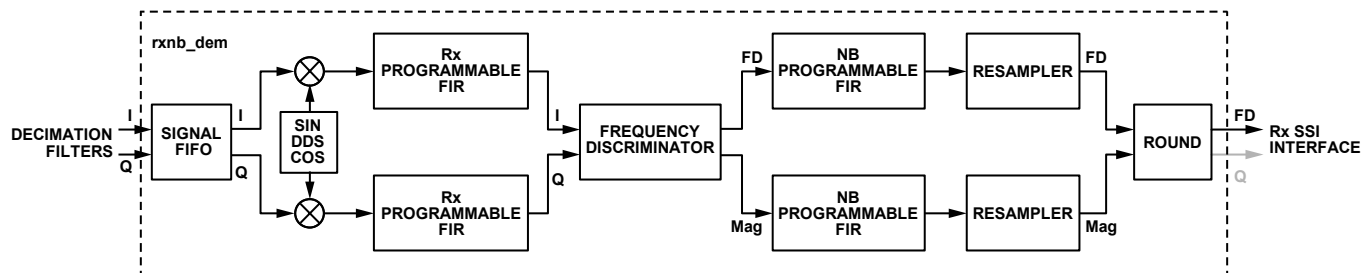 rxnb_dem
DECIMATION
FILTERS
I
Q
SIGNAL
FIFO
I
Q
SIN
DDS
COS
Rx
PROGRAMMABLE
FIR
Rx
PROGRAMMABLE
FIR
I
Q
FREQUENCY
DISCRIMINATOR
FD
Mag
NB
PROGRAMMABLE
FIR
NB
PROGRAMMABLE
FIR
RESAMPLER
RESAMPLER
FD
Mag
ROUND
FD
Q
Rx SSI
INTERFACE